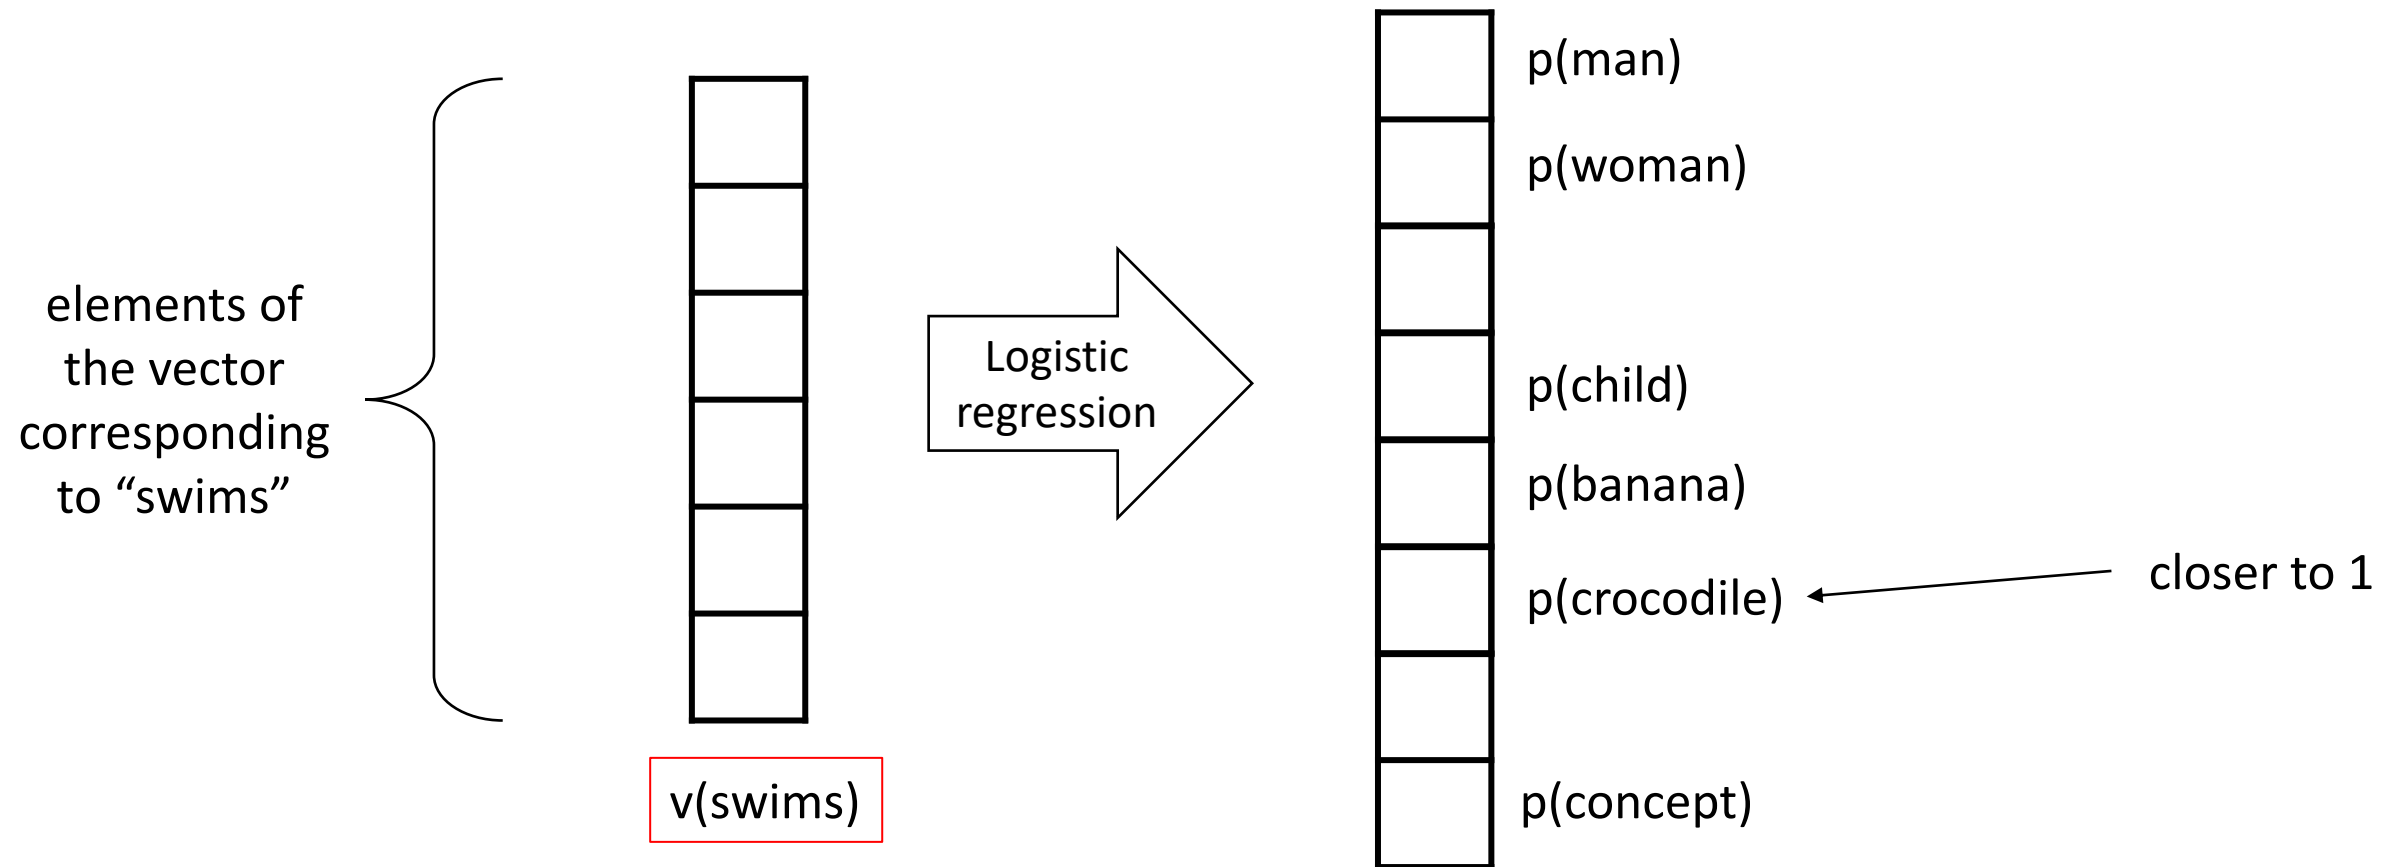 elements of
the vector
corresponding
to “swims”
v(swims)
Logistic
regression
p(man)
p(woman)
p(child)
p(banana)
p(crocodile)
p(concept)
closer to 1